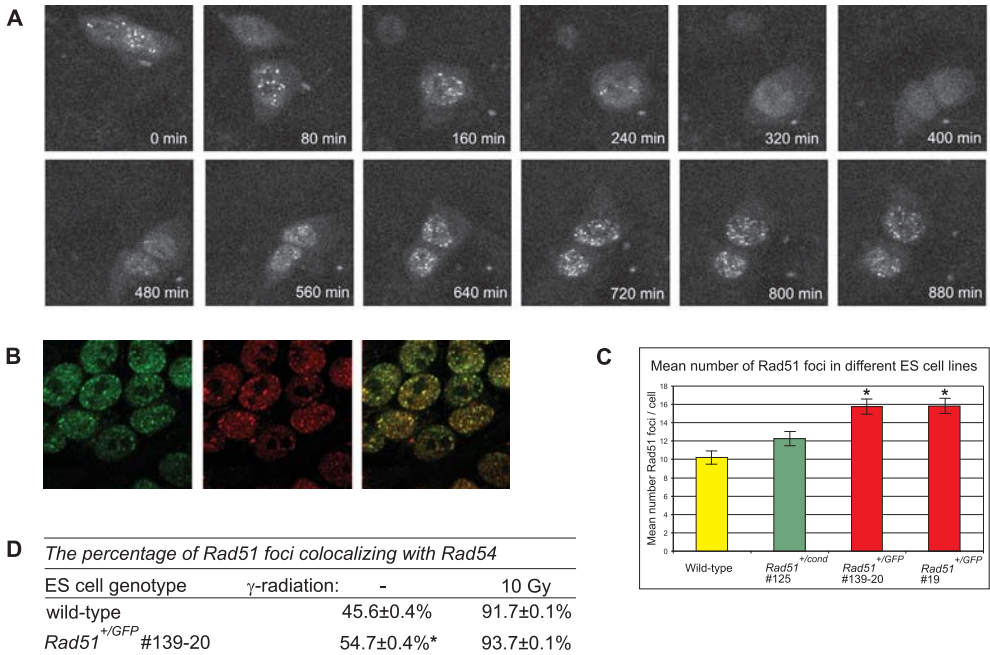 A
0 min
80 min
160 min
240 min
320 min
400 min
480 min
560 min
640 min
720 min
800 min
880 min
B
C
Mean number of Rad51 foci in different ES cell lines
Mean number Rad51 foci / cell
18
16
14
12
10
8
6
4
2
0
*
*
Wild-type
Rad51+/cond
#125
Rad51+/GFP
#139-20
Rad51+/GFP
#19
D
The percentage of Rad51 foci colocalizing with Rad54
ES cell genotype γ-radiation: - 10 Gy
wild-type 45.6±0.4% 91.7±0.1%
Rad51+/GFP #139-20 54.7±0.4%* 93.7±0.1%